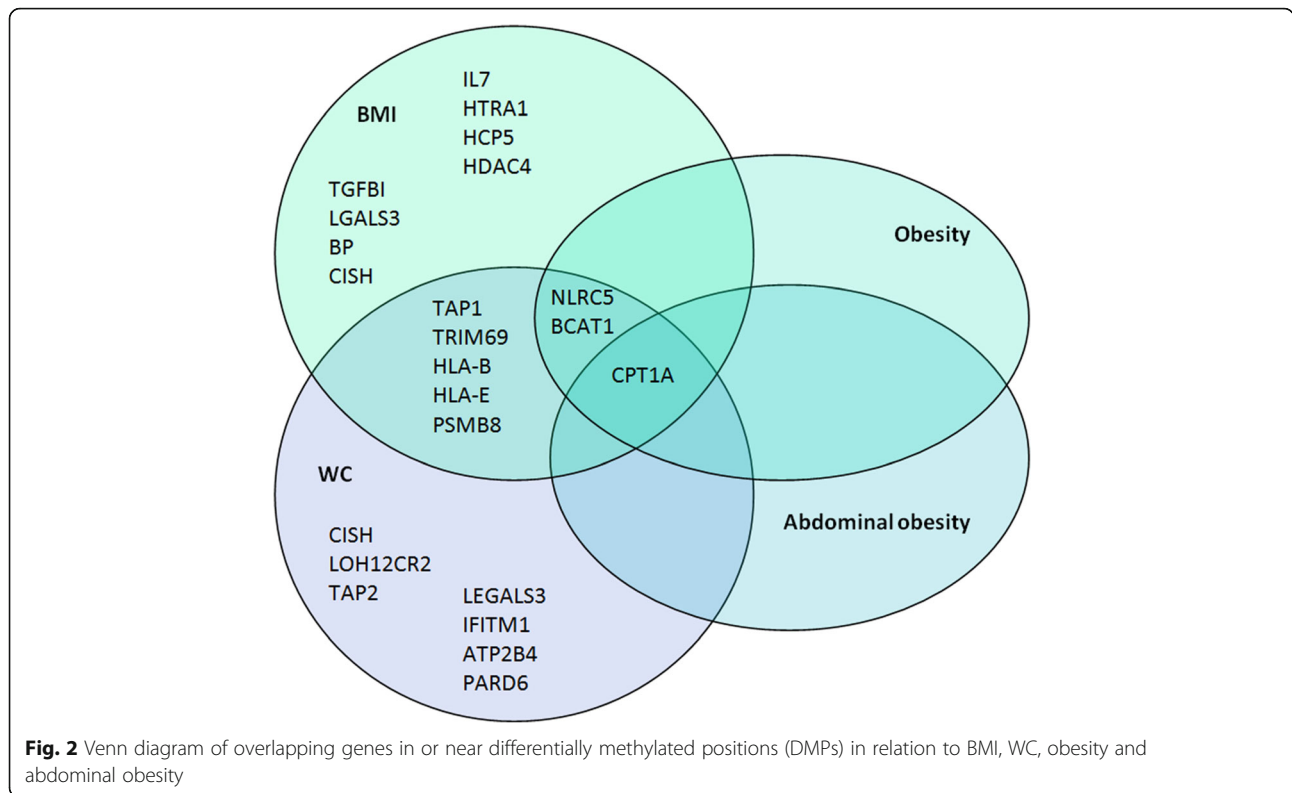 BMI
IL7
HTRA1
HCP5
HDAC4
TGFBI
LGALS3
BP
CISH
Obesity
TAP1
TRIM69
HLA-B
HLA-E
PSMB8
NLRC5
BCAT1
CPT1A
WC
CISH
LOH12CR2
TAP2
LEGALS3
IFITM1
ATP2B4
PARD6
Abdominal obesity
Fig. 2 Venn diagram of overlapping genes in or near differentially methylated positions (DMPs) in relation to BMI, WC, obesity and
abdominal obesity